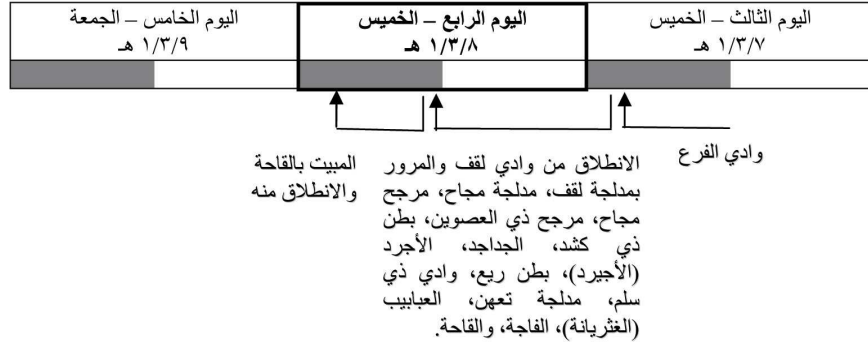 اليوم الثالث – الخميس
١/٣/٧ هـ
اليوم الرابع – الخميس
١/٣/٨ هـ
اليوم الخامس – الجمعة
١/٣/٩ هـ
وادي الفرع
الانطلاق من وادي لقف والمرور
بمدلجة لقف، مدلجة مجاح، مرجح
مجاح، مرجح ذي العصوين، بطن
ذي كشد، الجداجد، الأجرد
(الأجيرد)، بطن ريع، وادي ذي
سلم، مدلجة تعهن، العبابيب
(الغثريانة)، الفاجة، والقاحة.
المبيت بالقاحة
والانطلاق منه